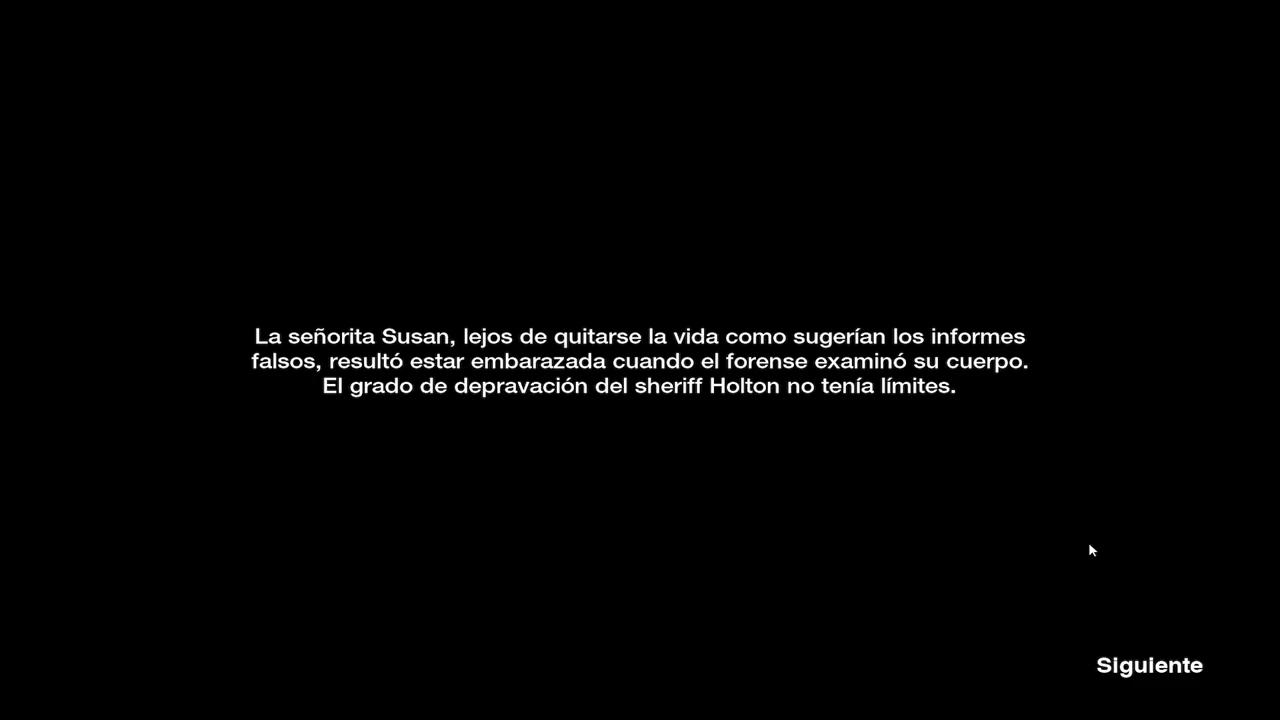 La señorita Susan, lejos de quitarse la vida como sugerían los informes
falsos, resultó estar embarazada cuando el forense examinó su cuerpo.
El grado de depravación del sheriff Holton no tenía límites.
Siguiente